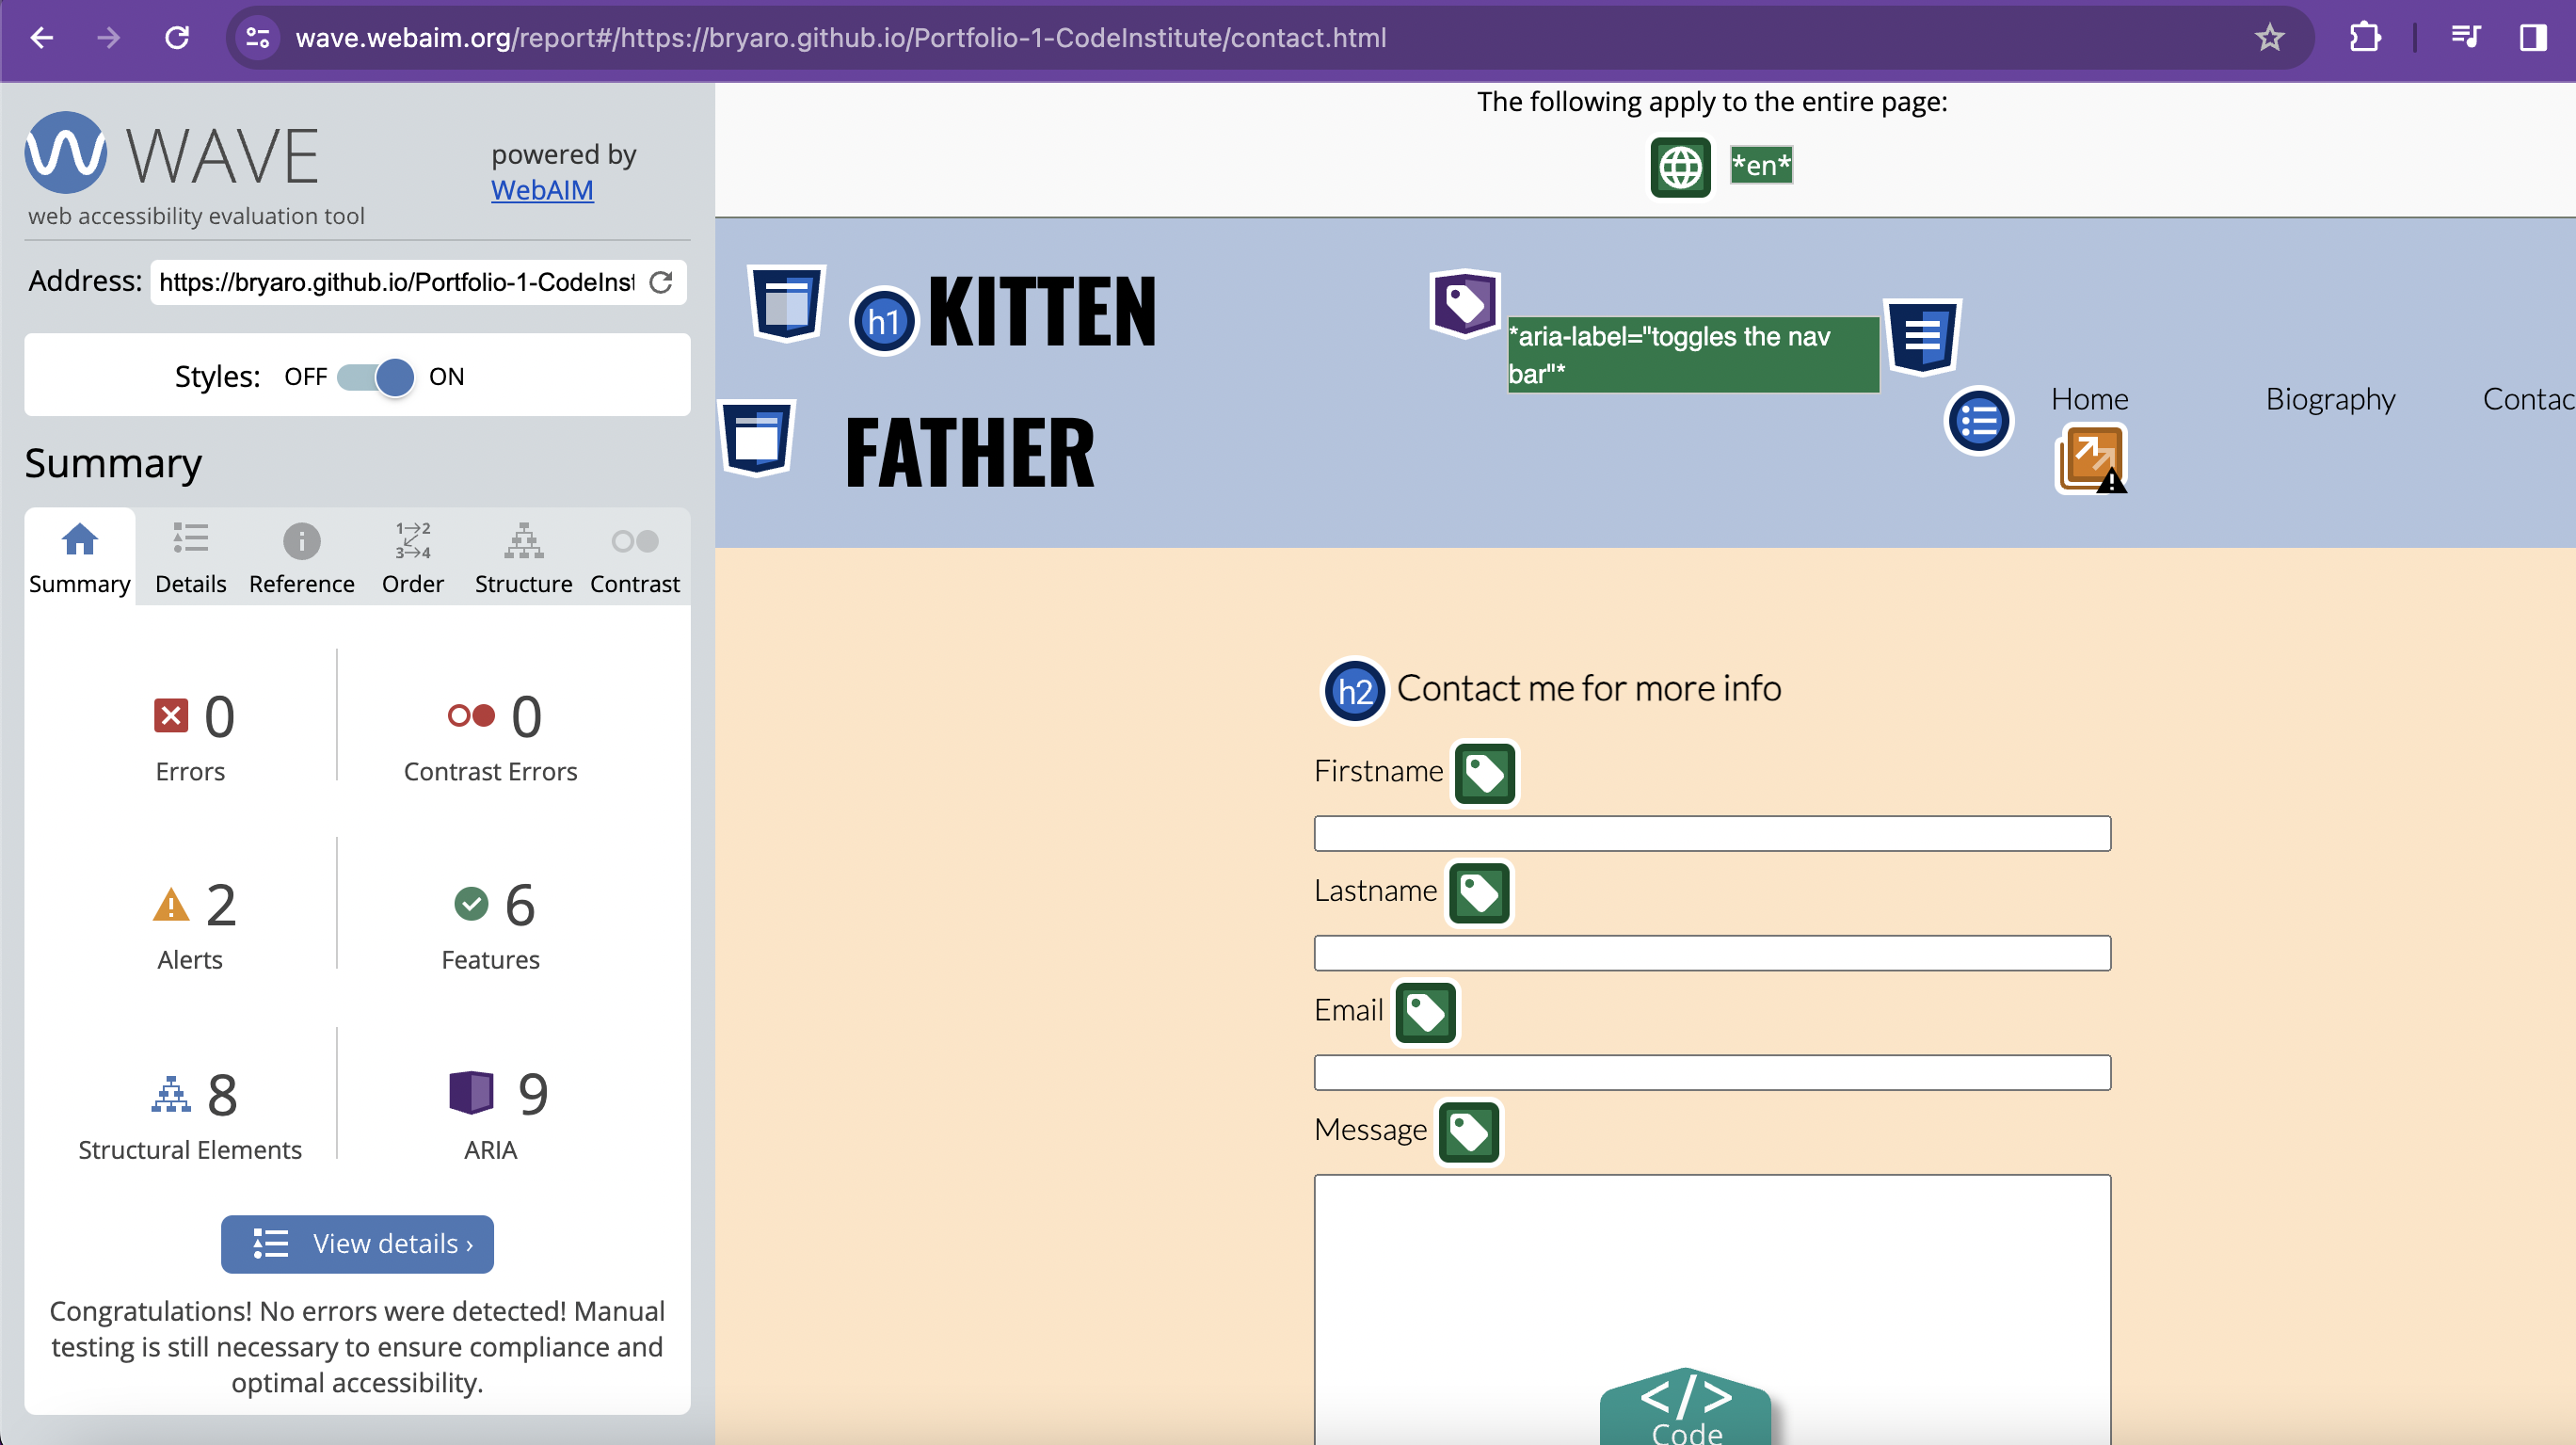 wave.webaim.org/report#/https://bryaro.github.io/Portfolio-1-CodeInstitute/contact.html
WAVE
powered by
WebAIM
web accessibility evaluation tool
Address: https://bryaro.github.io/Portfolio-1-CodeInst
Styles: OFF ON
Summary
Summary Details Reference Order Structure Contrast
0
Errors
0
Contrast Errors
2
Alerts
6
Features
8
Structural Elements
9
ARIA
View details ›
Congratulations! No errors were detected! Manual
testing is still necessary to ensure compliance and
optimal accessibility.
The following apply to the entire page:
*en*
h1 KITTEN
FATHER
*aria-label="toggles the nav
bar"*
Home Biography Contac
h2 Contact me for more info
Firstname
Lastname
Email
Message
</>
Code